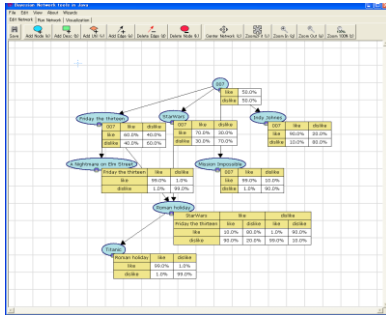 Bayesian Network tools in Java
File Edit View About Wizards
Edit Network Run Network Visualization
Save Add Node (s) Add Desc (s) Add Util (s) Add Edge (s) Delete Edge (s) Delete Node (s) Center Network (s) ZoomFit (s) Zoom In (s) Zoom Out (s) Zoom 100% (s)
007
like 50.0%
dislike 50.0%
Friday the thirteen
007 like dislike
like 60.0% 40.0%
dislike 40.0% 60.0%
StarWars
007 like dislike
like 70.0% 30.0%
dislike 30.0% 70.0%
Indy Johnes
007 like dislike
like 90.0% 20.0%
dislike 10.0% 80.0%
a Nightmare on Elm Street
Friday the thirteen like dislike
like 99.0% 1.0%
dislike 1.0% 99.0%
Mission Impossible
007 like dislike
like 99.0% 10.0%
dislike 1.0% 90.0%
Roman holiday
StarWars like dislike
Friday the thirteen like dislike like dislike
like 10.0% 80.0% 1.0% 90.0%
dislike 90.0% 20.0% 99.0% 10.0%
Titanic
Roman holiday like dislike
like 99.0% 1.0%
dislike 1.0% 99.0%